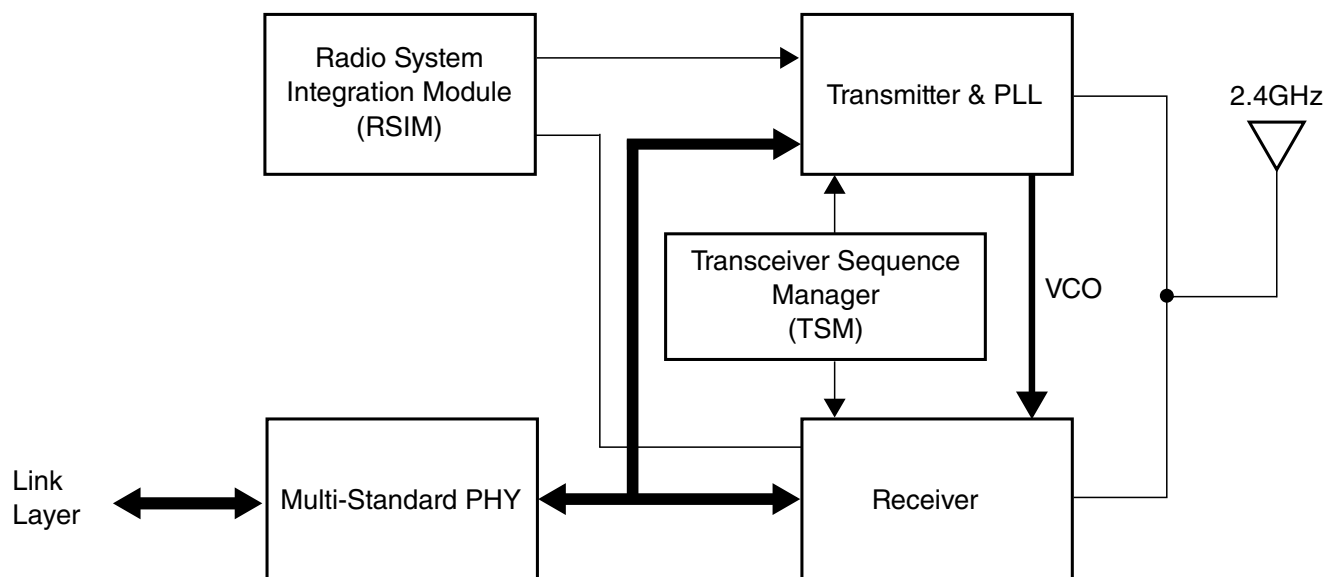 Radio System
Integration Module
(RSIM)
Transmitter & PLL
2.4GHz
Transceiver Sequence
Manager
(TSM)
VCO
Link
Layer
Multi-Standard PHY
Receiver